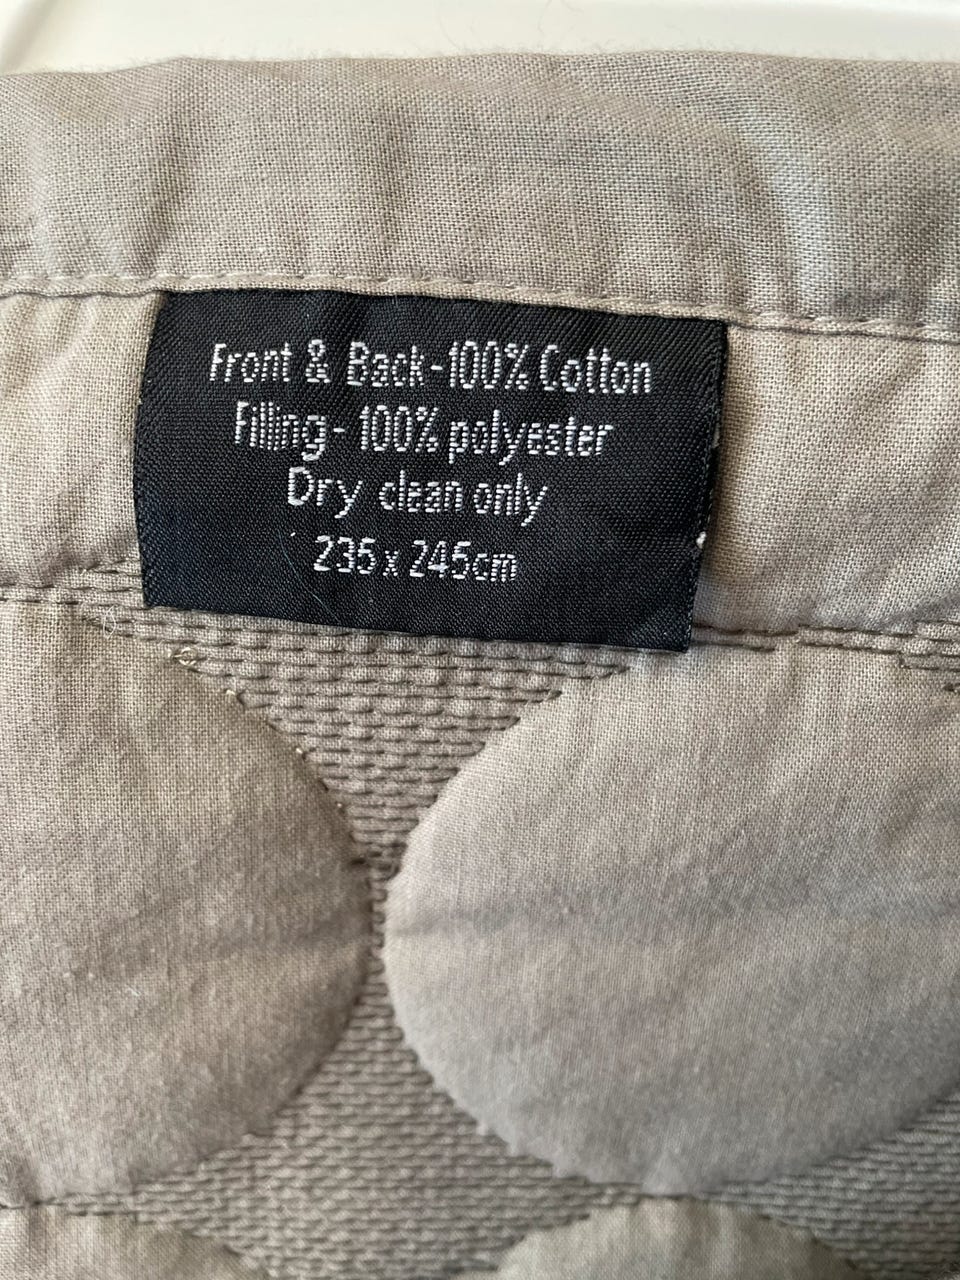 Front & Back-100% Cotton
Filling- 100% polyester
Dry clean only
235 x 245cm